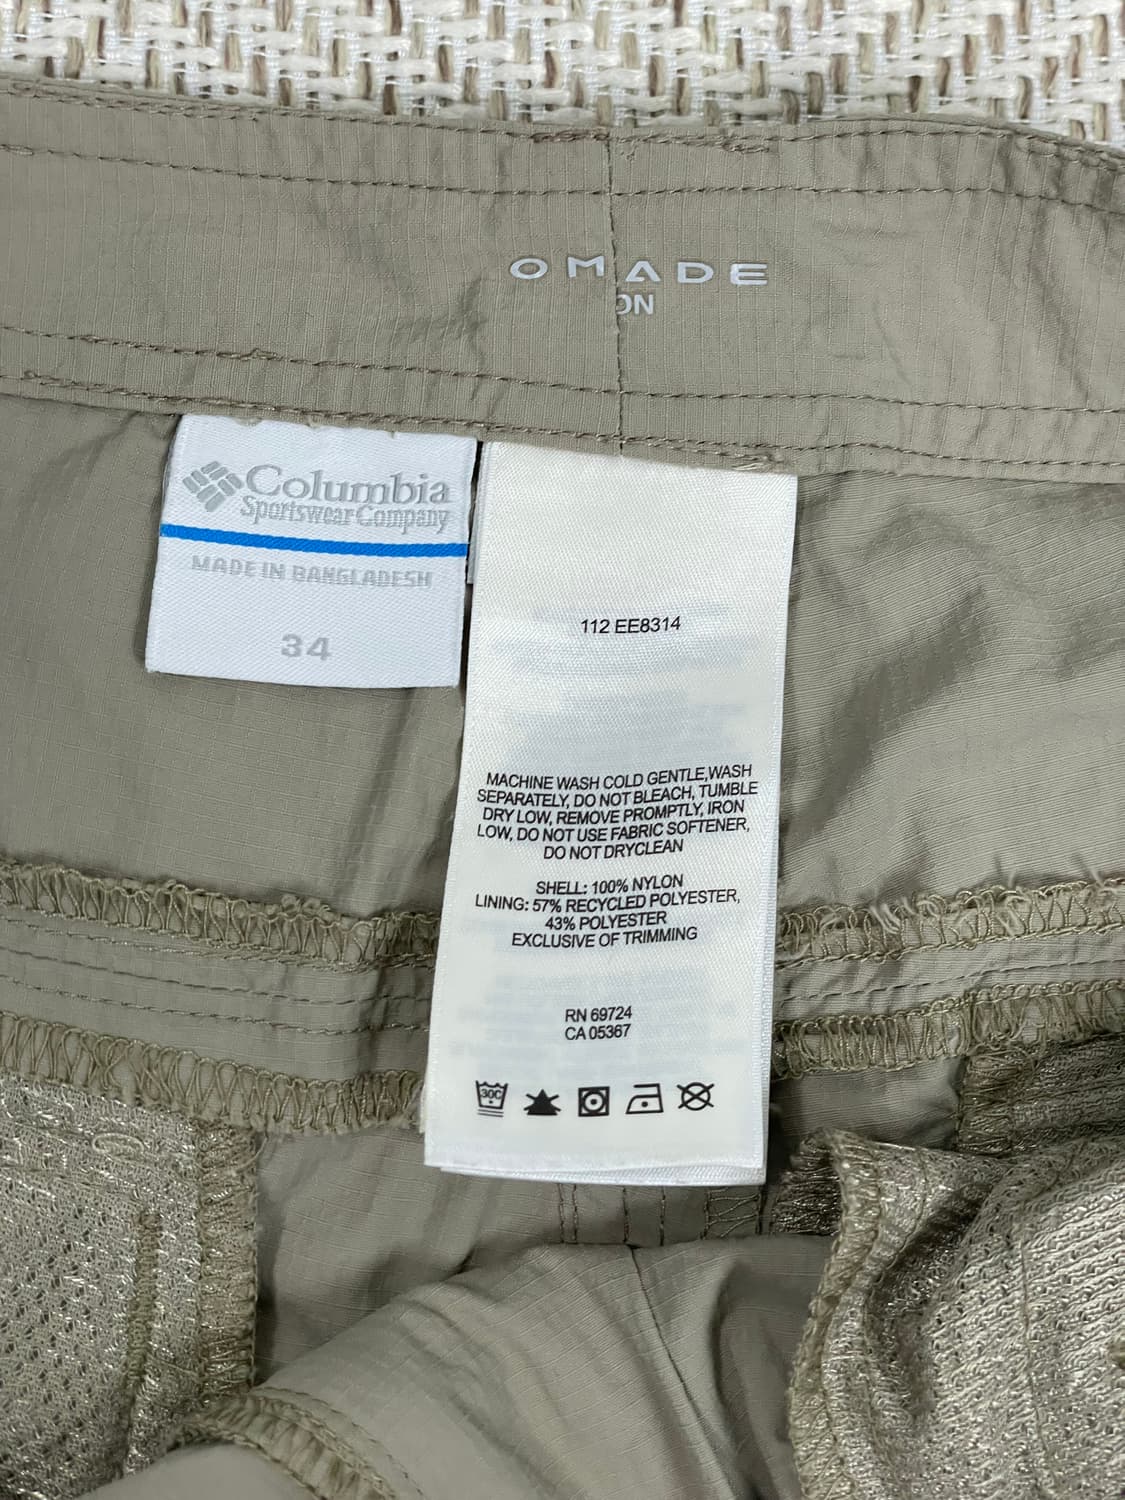 OMADE
ON
Columbia
Sportswear Company
MADE IN BANGLADESH
34
112 EE8314
MACHINE WASH COLD GENTLE,WASH
SEPARATELY, DO NOT BLEACH, TUMBLE
DRY LOW, REMOVE PROMPTLY, IRON
LOW, DO NOT USE FABRIC SOFTENER,
DO NOT DRYCLEAN
SHELL: 100% NYLON
LINING: 57% RECYCLED POLYESTER,
43% POLYESTER
EXCLUSIVE OF TRIMMING
RN 69724
CA 05367
30C